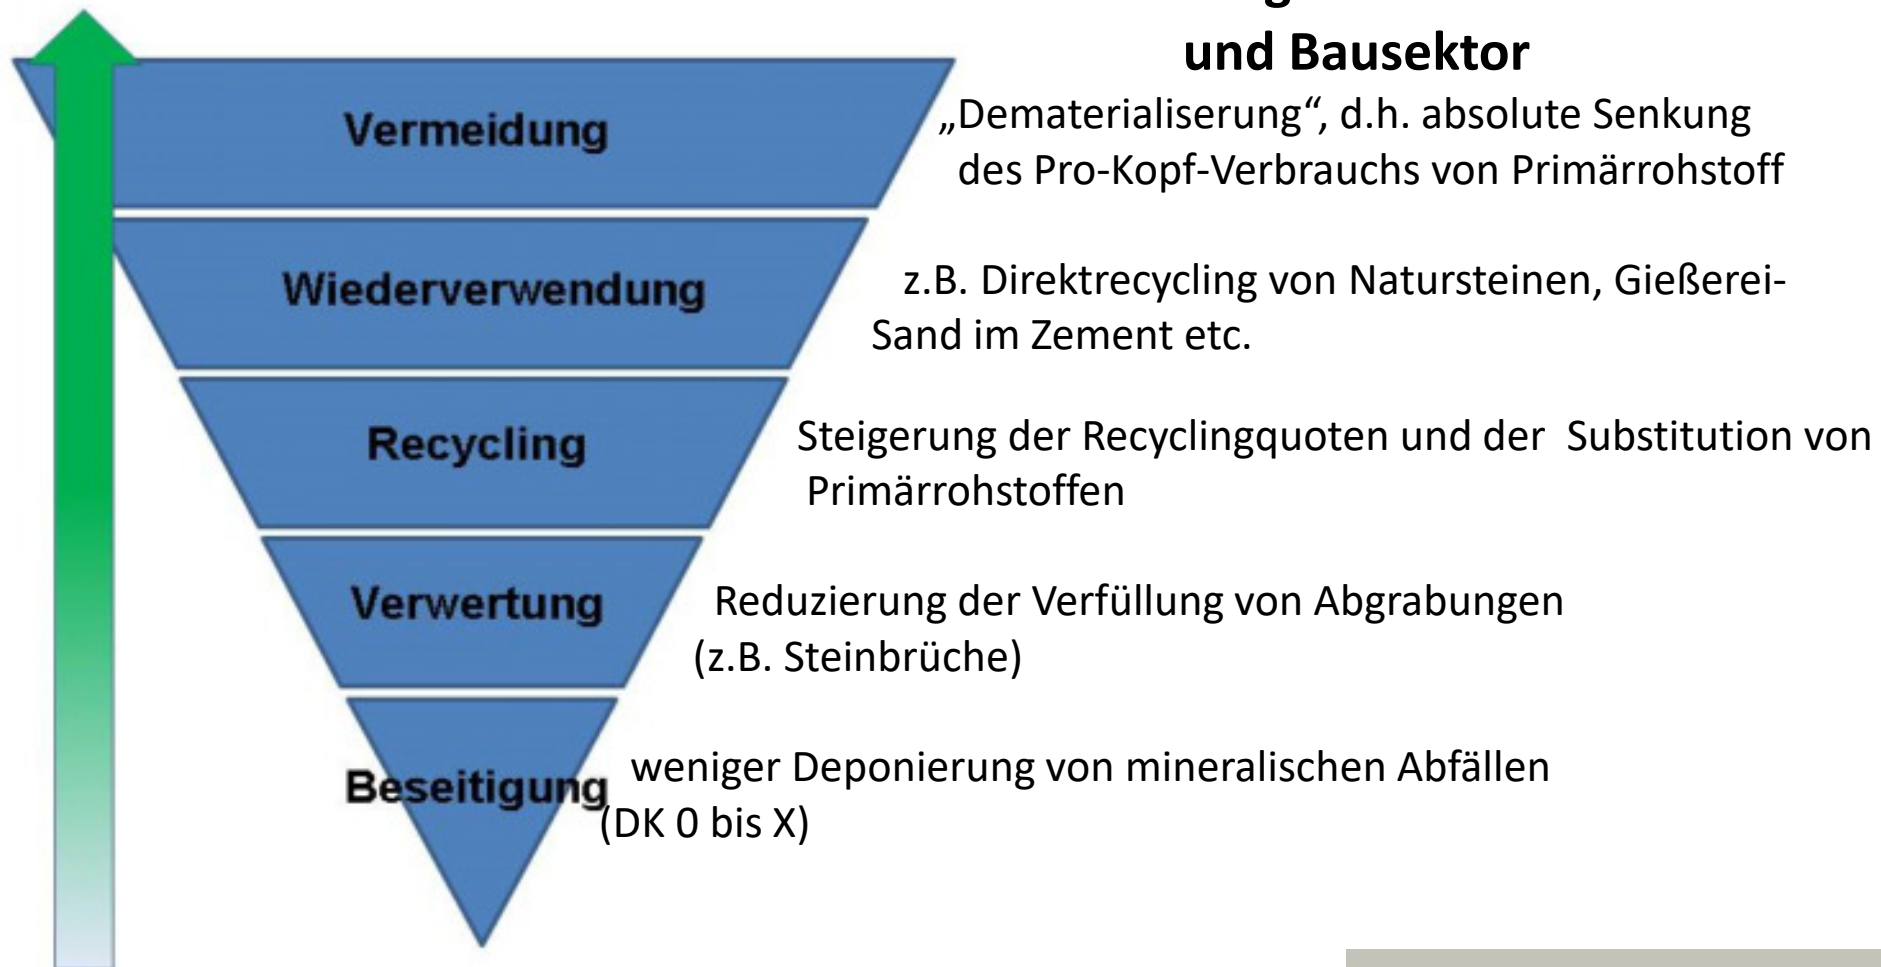 und Bausektor
Vermeidung
„Dematerialiserung“, d.h. absolute Senkung
des Pro-Kopf-Verbrauchs von Primärrohstoff
Wiederverwendung
z.B. Direktrecycling von Natursteinen, Gießerei-
Sand im Zement etc.
Recycling
Steigerung der Recyclingquoten und der Substitution von
Primärrohstoffen
Verwertung
Reduzierung der Verfüllung von Abgrabungen
(z.B. Steinbrüche)
Beseitigung
weniger Deponierung von mineralischen Abfällen
(DK 0 bis X)